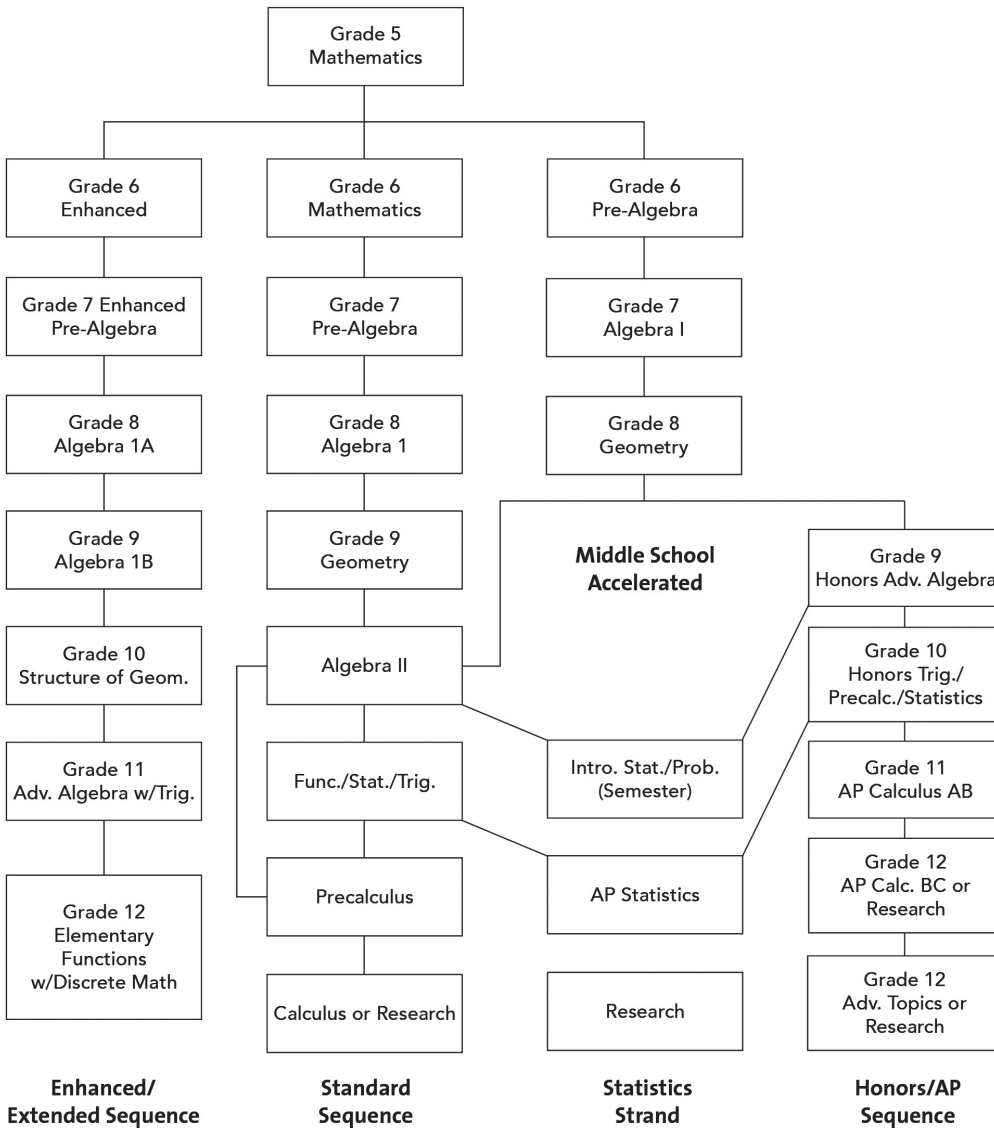 Grade 5
Mathematics
Grade 6
Enhanced
Grade 6
Mathematics
Grade 6
Pre-Algebra
Grade 7 Enhanced
Pre-Algebra
Grade 7
Pre-Algebra
Grade 7
Algebra I
Grade 8
Algebra 1A
Grade 8
Algebra 1
Grade 8
Geometry
Grade 9
Algebra 1B
Grade 9
Geometry
Middle School
Accelerated
Grade 9
Honors Adv. Algebra
Grade 10
Structure of Geom.
Algebra II
Grade 10
Honors Trig./
Precalc./Statistics
Grade 11
Adv. Algebra w/Trig.
Func./Stat./Trig.
Intro. Stat./Prob.
(Semester)
Grade 11
AP Calculus AB
Grade 12
Elementary
Functions
w/Discrete Math
Precalculus
AP Statistics
Grade 12
AP Calc. BC or
Research
Calculus or Research
Research
Grade 12
Adv. Topics or
Research
Enhanced/
Extended Sequence
Standard
Sequence
Statistics
Strand
Honors/AP
Sequence